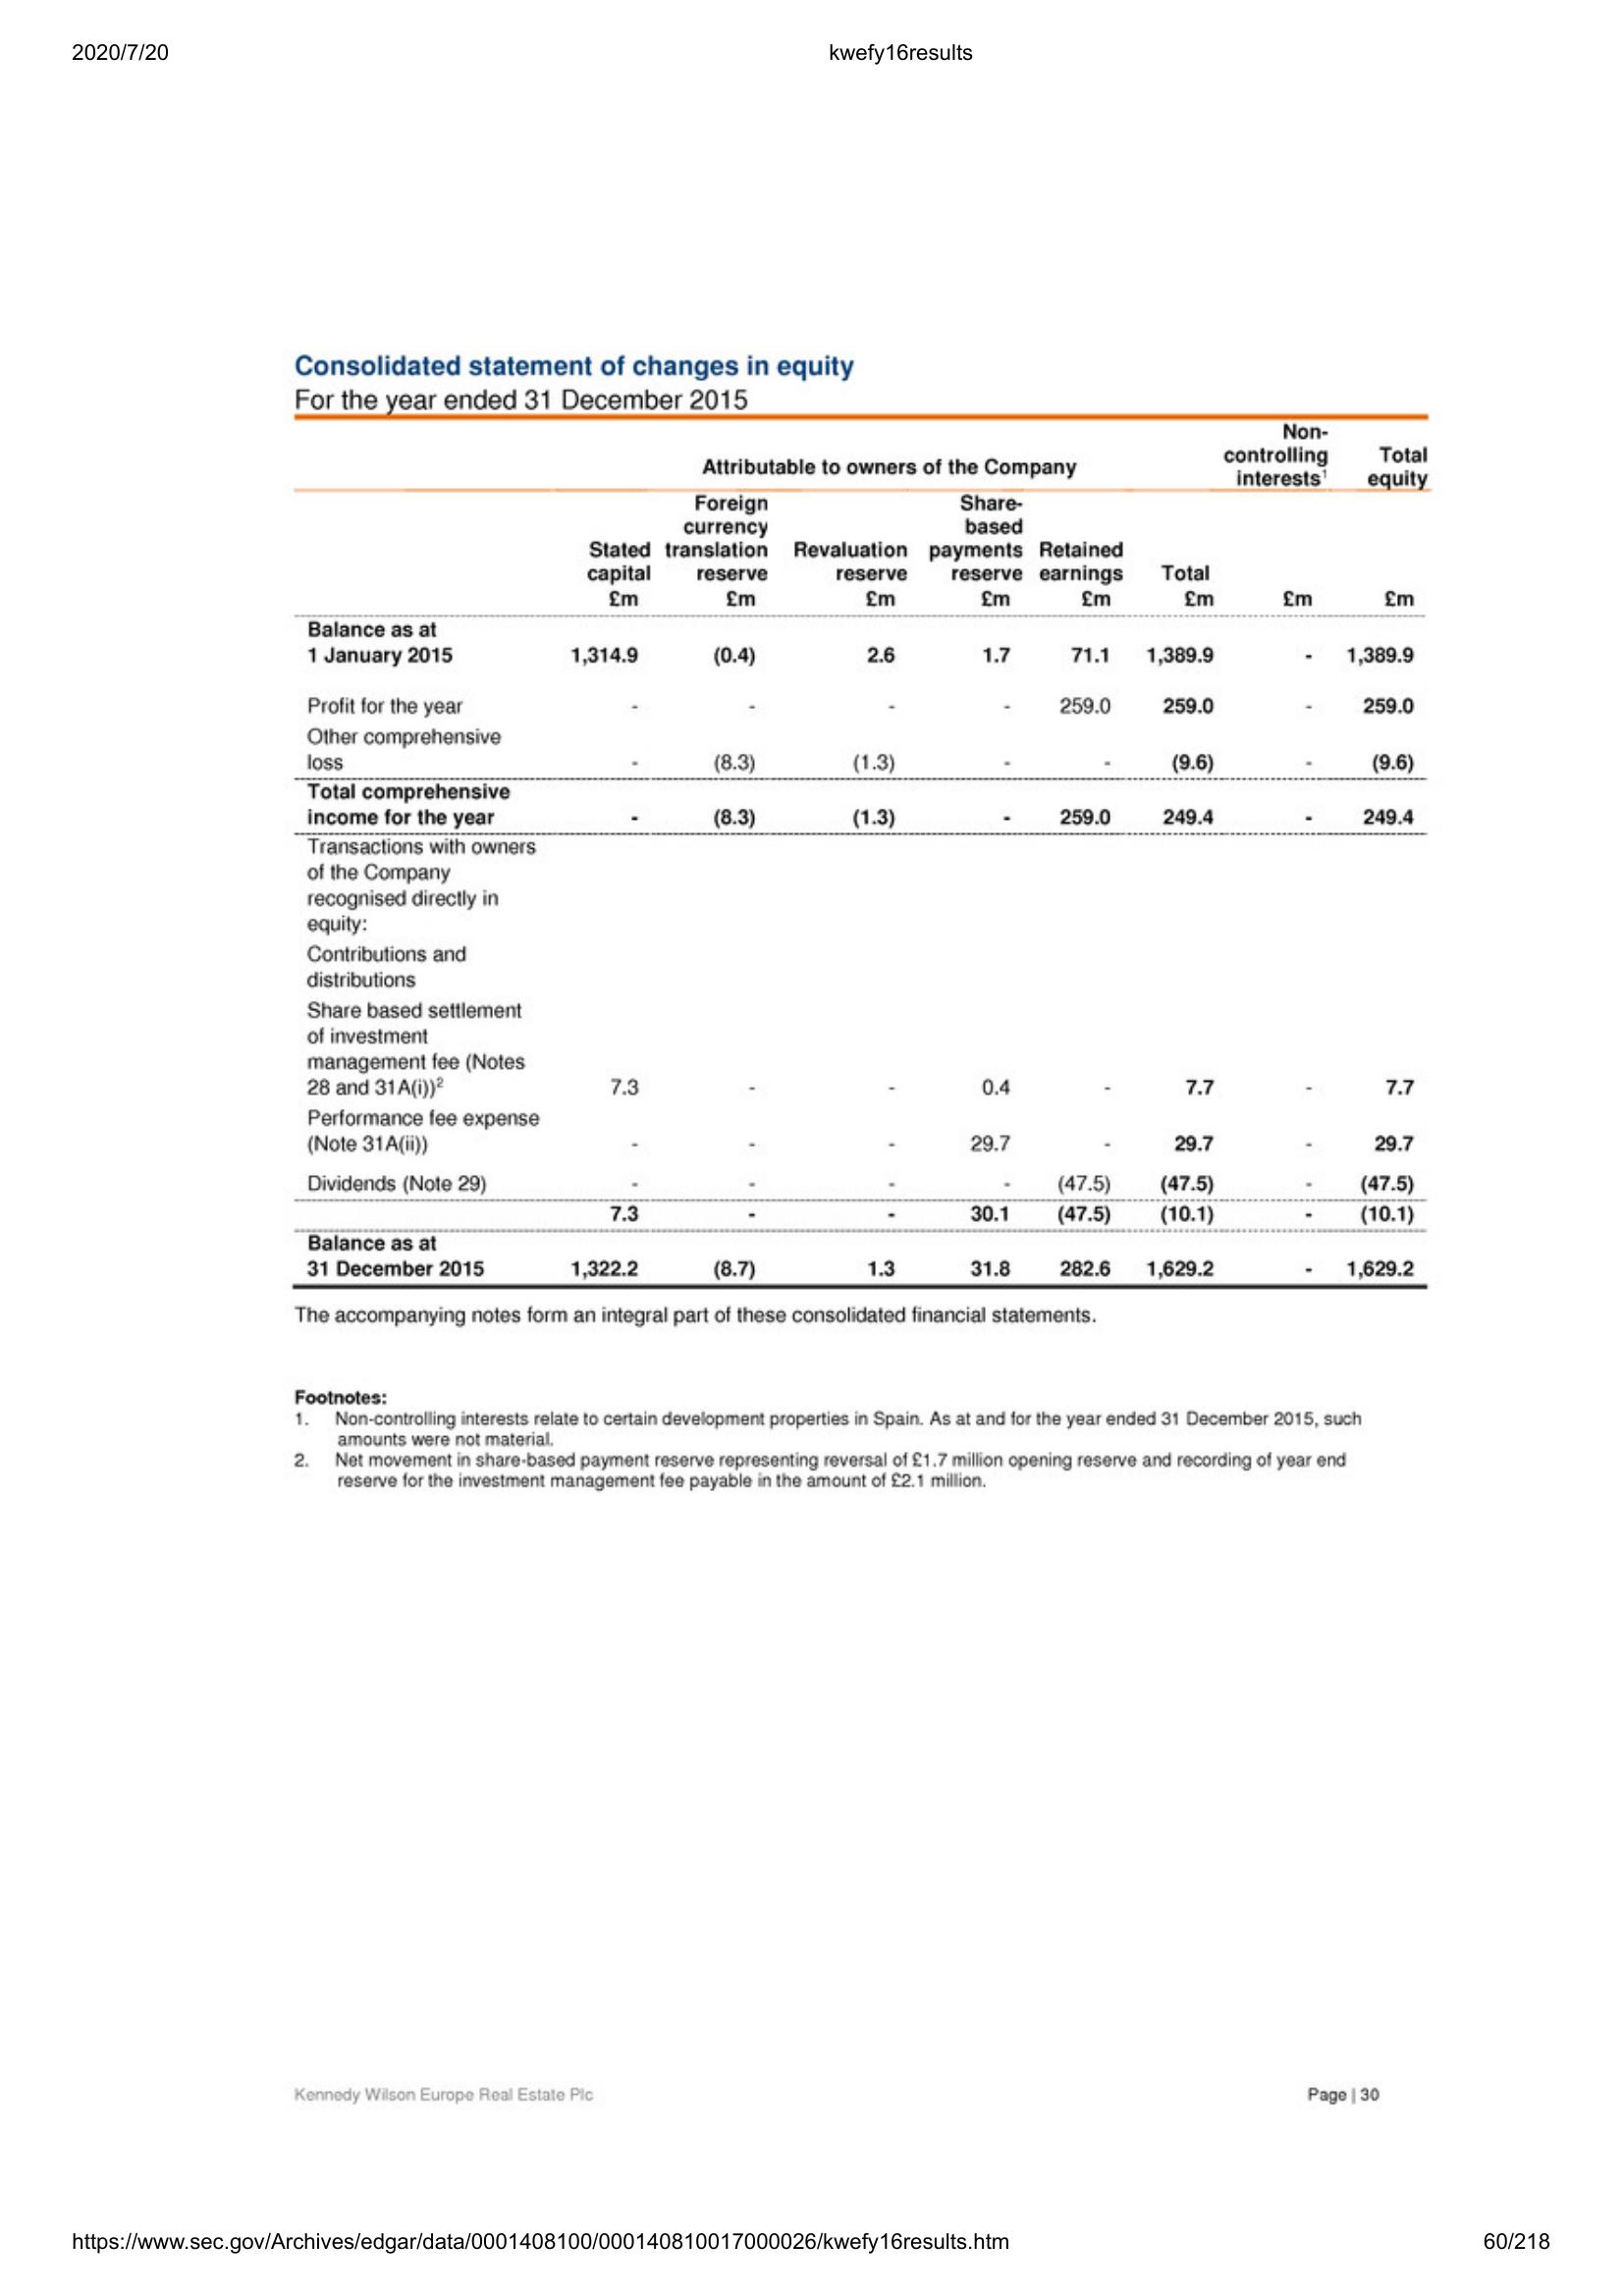 2020/7/20 kwefy16results
Consolidated statement of changes in equity
For the year ended 31 December 2015
Attributable to owners of the Company Non-controlling interests¹ Total equity
Stated capital Foreign currency translation reserve Revaluation reserve Share-based payments reserve Retained earnings Total
£m £m £m £m £m £m £m £m
Balance as at
1 January 2015 1,314.9 (0.4) 2.6 1.7 71.1 1,389.9 - 1,389.9
Profit for the year - - - - 259.0 259.0 - 259.0
Other comprehensive
loss - (8.3) (1.3) - - (9.6) - (9.6)
Total comprehensive
income for the year - (8.3) (1.3) - 259.0 249.4 - 249.4
Transactions with owners
of the Company
recognised directly in
equity:
Contributions and
distributions
Share based settlement
of investment
management fee (Notes
28 and 31A(i))² 7.3 - - 0.4 - 7.7 - 7.7
Performance fee expense
(Note 31A(ii)) - - - 29.7 - 29.7 - 29.7
Dividends (Note 29) - - - - (47.5) (47.5) - (47.5)
7.3 - - 30.1 (47.5) (10.1) - (10.1)
Balance as at
31 December 2015 1,322.2 (8.7) 1.3 31.8 282.6 1,629.2 - 1,629.2
The accompanying notes form an integral part of these consolidated financial statements.
Footnotes:
1. Non-controlling interests relate to certain development properties in Spain. As at and for the year ended 31 December 2015, such
amounts were not material.
2. Net movement in share-based payment reserve representing reversal of £1.7 million opening reserve and recording of year end
reserve for the investment management fee payable in the amount of £2.1 million.
Kennedy Wilson Europe Real Estate Plc Page | 30
https://www.sec.gov/Archives/edgar/data/0001408100/000140810017000026/kwefy16results.htm 60/218